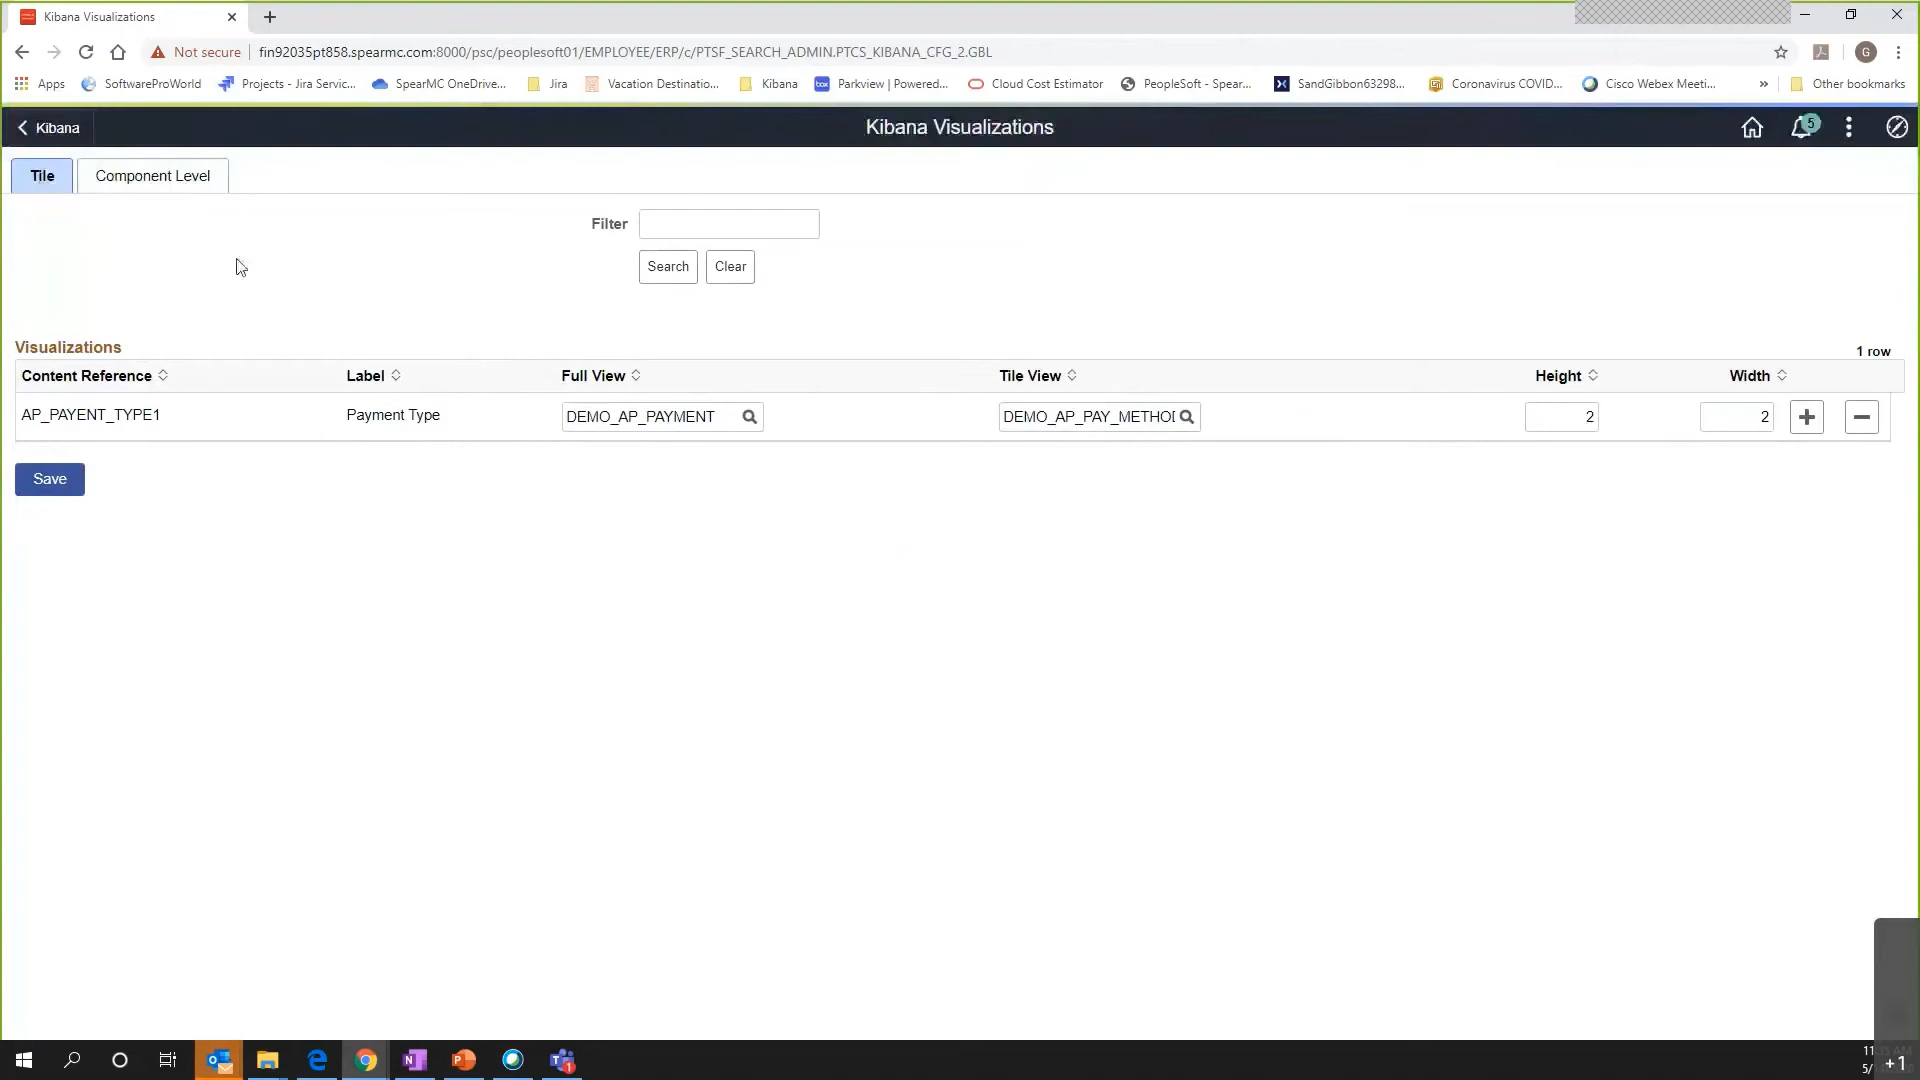 Kibana Visualizations
Not secure fin92035pt858.spearmc.com:8000/psc/peoplesoft01/EMPLOYEE/ERP/c/PTSF_SEARCH_ADMIN.PTCS_KIBANA_CFG_2.GBL G
Apps SoftwareProWorld Projects - Jira Servic... SpearMC OneDrive... Jira Vacation Destinatio... Kibana Parkview | Powered... Cloud Cost Estimator PeopleSoft - Spear... SandGibbon63298... Coronavirus COVID... Cisco Webex Meeti... » Other bookmarks
Kibana Kibana Visualizations 5
Tile Component Level
Filter
Search Clear
Visualizations
1 row
Content Reference Label Full View Tile View Height Width
AP_PAYENT_TYPE1 Payment Type DEMO_AP_PAYMENT DEMO_AP_PAY_METHO 2 2
Save
+1